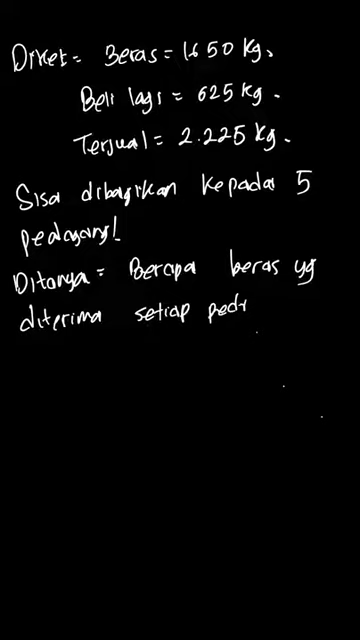 Diket = Beras = 1.650 kg.
Beli lagi = 625 kg.
Terjual = 2.225 kg.
Sisa dibagikan kepada 5
pedagang!
Ditanya = Berapa beras yg
diterima setiap ped